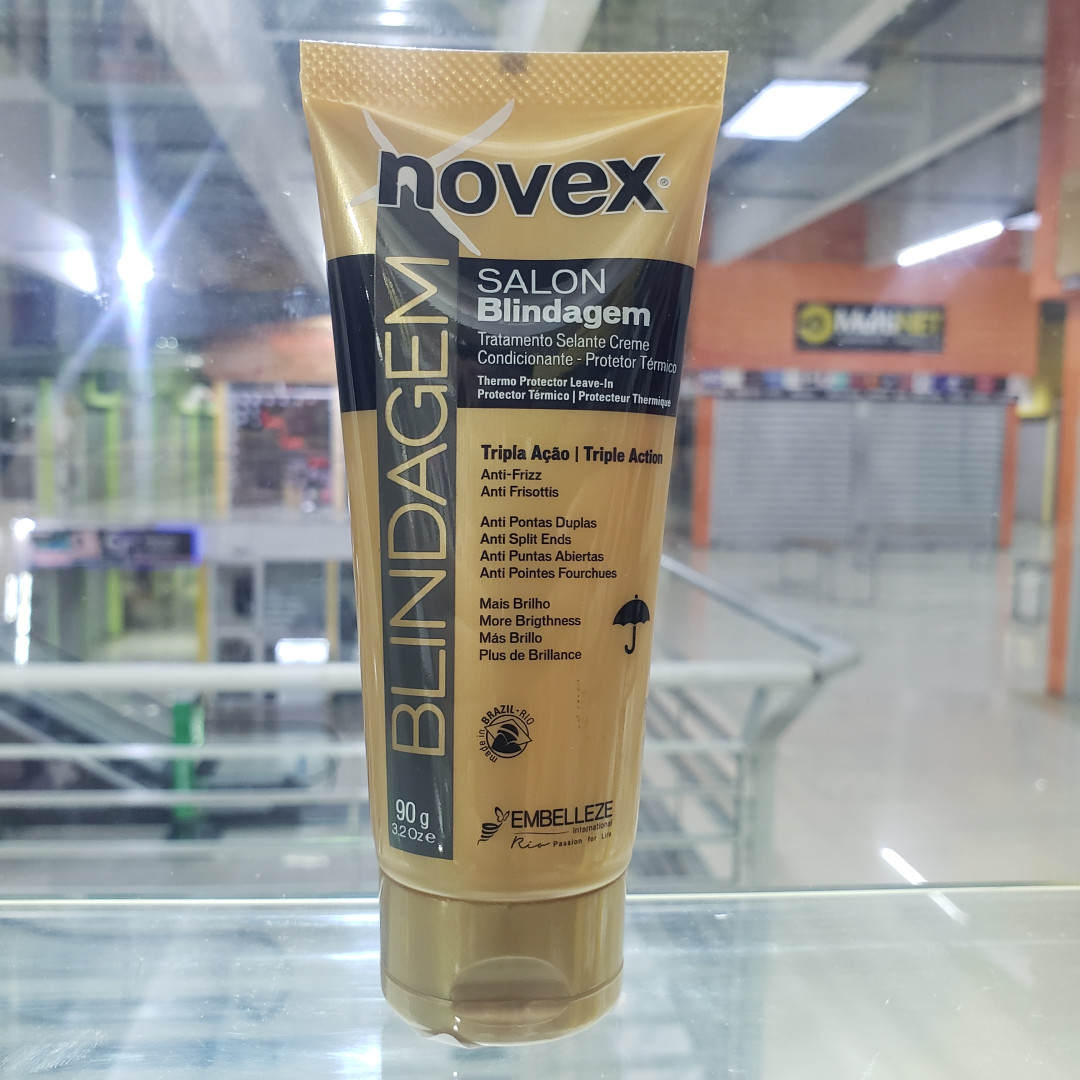 novex®
BLINDAGEM
SALON
Blindagem
Tratamento Selante Creme
Condicionante - Protetor Térmico
Thermo Protector Leave-In
Protector Térmico | Protecteur Thermique
Tripla Ação | Triple Action
Anti-Frizz
Anti Frisottis
Anti Pontas Duplas
Anti Split Ends
Anti Puntas Abiertas
Anti Pointes Fourchues
Mais Brilho
More Brigthness
Más Brillo
Plus de Brillance
made in BRAZIL • RIO
90 g
3,2 Oz e
EMBELLEZE
International
Rio Passion for Life
MultiNET